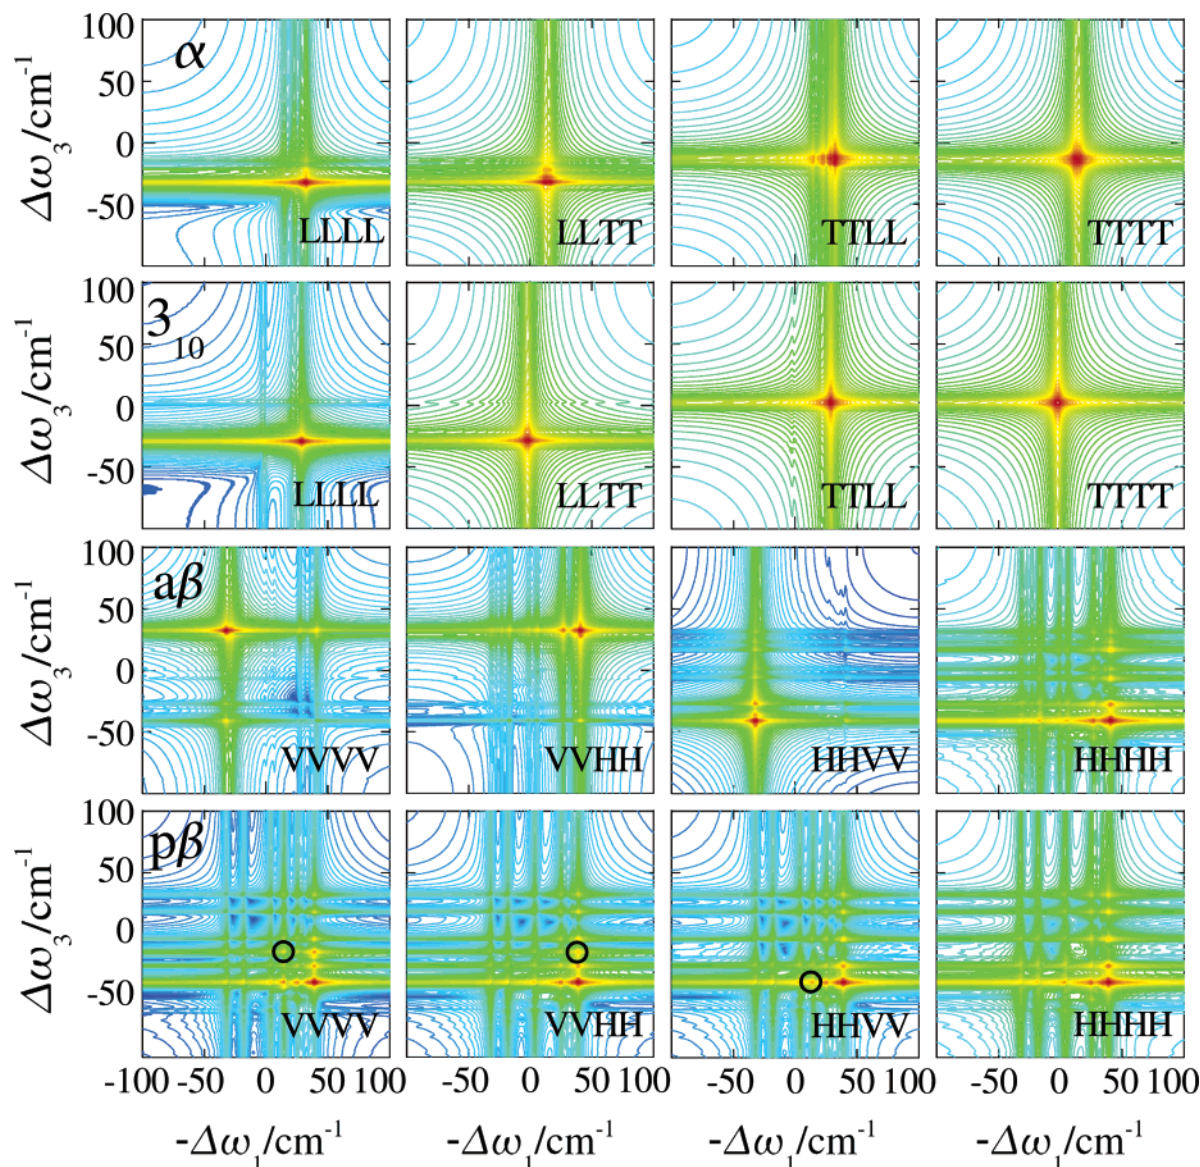 100
50
0
-50
Δω3/cm-1
α
LLLL
LLTT
TTLL
TTTT
100
50
0
-50
Δω3/cm-1
310
LLLL
LLTT
TTLL
TTTT
100
50
0
-50
Δω3/cm-1
aβ
VVVV
VVHH
HHVV
HHHH
100
50
0
-50
Δω3/cm-1
pβ
VVVV
VVHH
HHVV
HHHH
-100 -50 0 50 100 -50 0 50 100 -50 0 50 100 -50 0 50 100
-Δω1/cm-1 -Δω1/cm-1 -Δω1/cm-1 -Δω1/cm-1